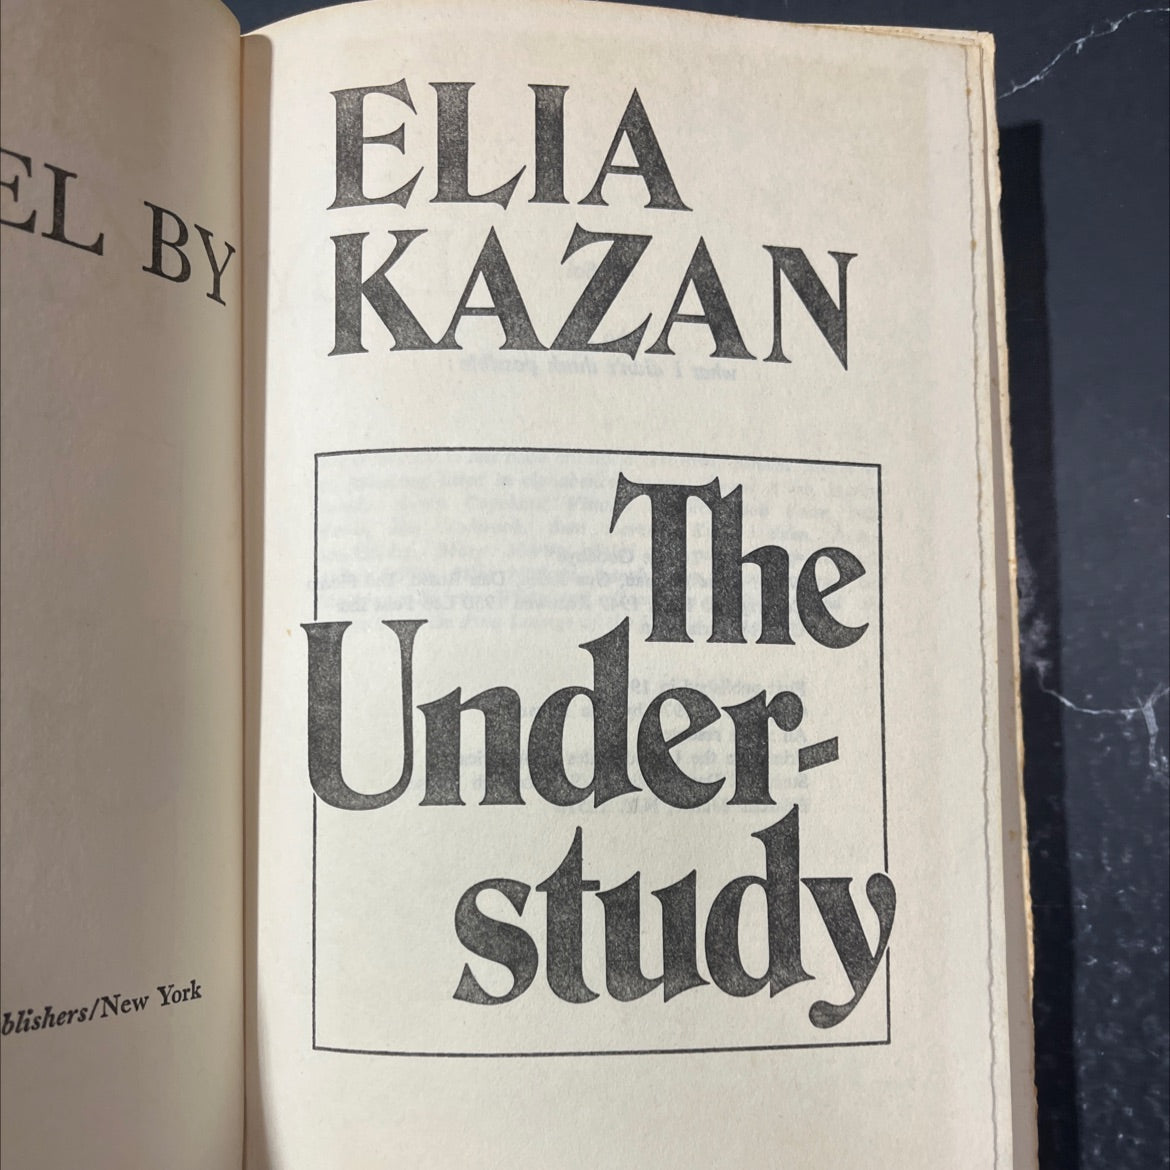 EL BY
blishers/New York
ELIA
KAZAN
The
Under-
study